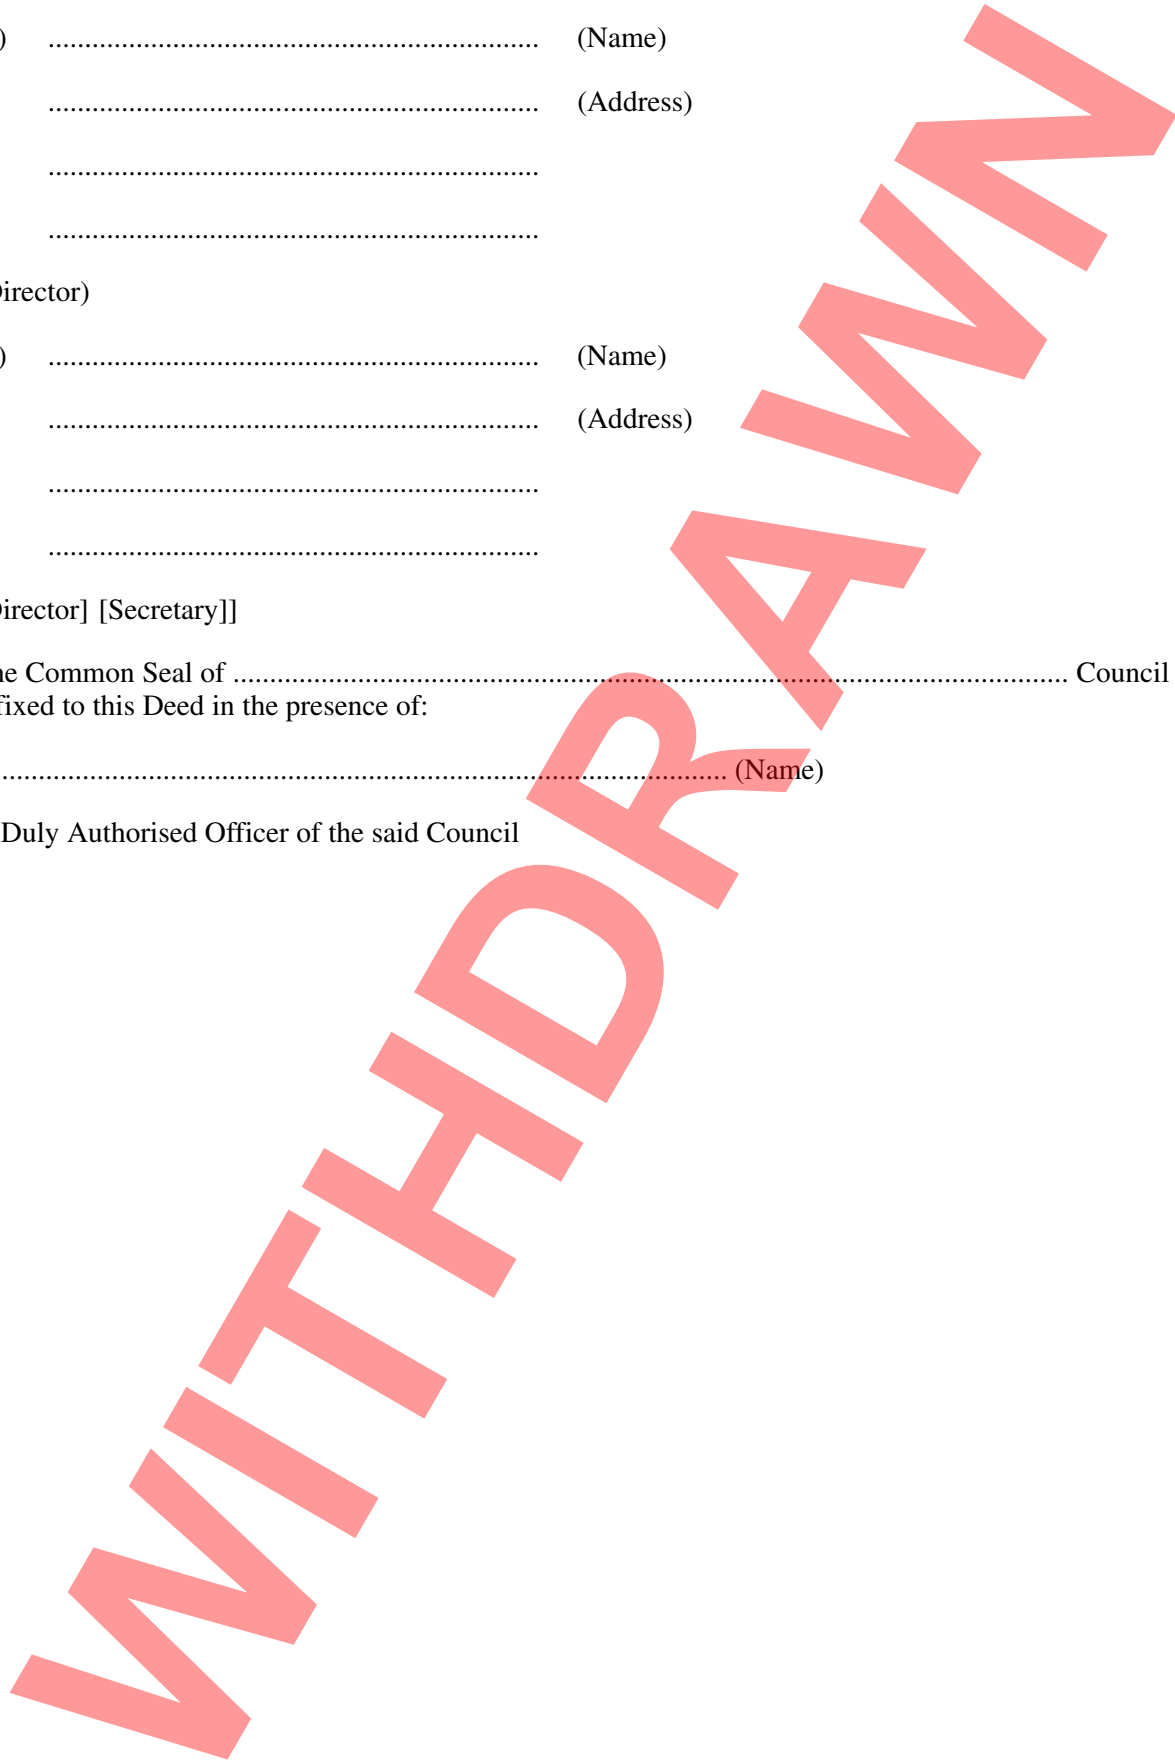 ) .................................................................. (Name)
.................................................................. (Address)
..................................................................
..................................................................
irector)
) .................................................................. (Name)
.................................................................. (Address)
..................................................................
..................................................................
irector] [Secretary]]
e Common Seal of .................................................................................................................. Council
fixed to this Deed in the presence of:
.................................................................................................... (Name)
Duly Authorised Officer of the said Council
WITHDRAWN